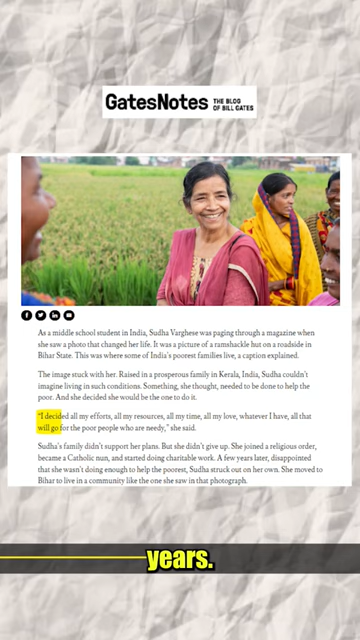 GatesNotes THE BLOG
OF BILL GATES
As a middle school student in India, Sudha Varghese was paging through a magazine when
she saw a photo that changed her life. It was a picture of a ramshackle hut on a roadside in
Bihar State. This was where some of India's poorest families live, a caption explained.
The image stuck with her. Raised in a prosperous family in Kerala, India, Sudha couldn't
imagine living in such conditions. Something, she thought, needed to be done to help the
poor. And she decided she would be the one to do it.
"I decided all my efforts, all my resources, all my time, all my love, whatever I have, all that
will go for the poor people who are needy," she said.
Sudha's family didn't support her plans. But she didn't give up. She joined a religious order,
became a Catholic nun, and started doing charitable work. A few years later, disappointed
that she wasn't doing enough to help the poorest, Sudha struck out on her own. She moved to
Bihar to live in a community like the one she saw in that photograph.
years.